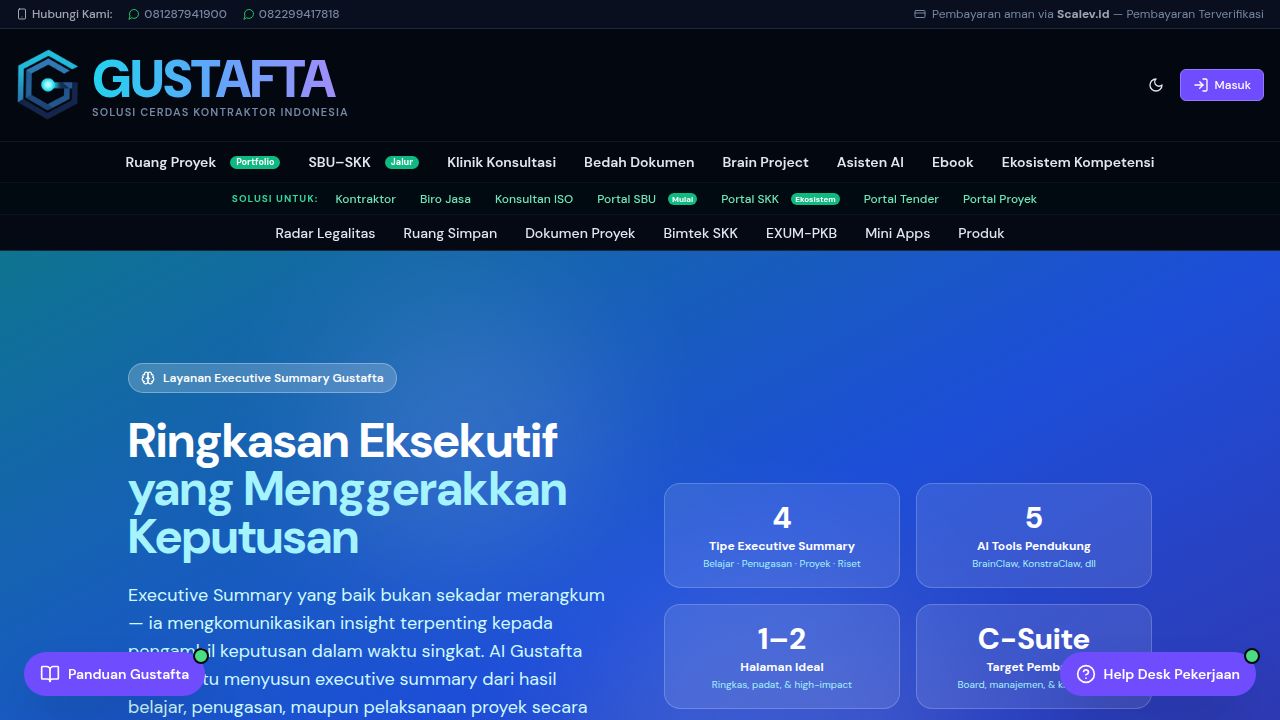 Hubungi Kami: 081287941900 082299417818 Pembayaran aman via Scalev.id — Pembayaran Terverifikasi
GUSTAFTA
SOLUSI CERDAS KONTRAKTOR INDONESIA
Masuk
Ruang Proyek Portfolio SBU–SKK Jalur Klinik Konsultasi Bedah Dokumen Brain Project Asisten AI Ebook Ekosistem Kompetensi
SOLUSI UNTUK: Kontraktor Biro Jasa Konsultan ISO Portal SBU Mulai Portal SKK Ekosistem Portal Tender Portal Proyek
Radar Legalitas Ruang Simpan Dokumen Proyek Bimtek SKK EXUM-PKB Mini Apps Produk
Layanan Executive Summary Gustafta
Ringkasan Eksekutif
yang Menggerakkan
Keputusan
Executive Summary yang baik bukan sekadar merangkum
— ia mengkomunikasikan insight terpenting kepada
pengambil keputusan dalam waktu singkat. AI Gustafta
menyusun executive summary dari hasil
belajar, penugasan, maupun pelaksanaan proyek secara
4
Tipe Executive Summary
Belajar · Penugasan · Proyek · Riset
5
AI Tools Pendukung
BrainClaw, KonstraClaw, dll
1–2
Halaman Ideal
Ringkas, padat, & high-impact
C-Suite
Target
Board, manajemen, &
Panduan Gustafta
Help Desk Pekerjaan